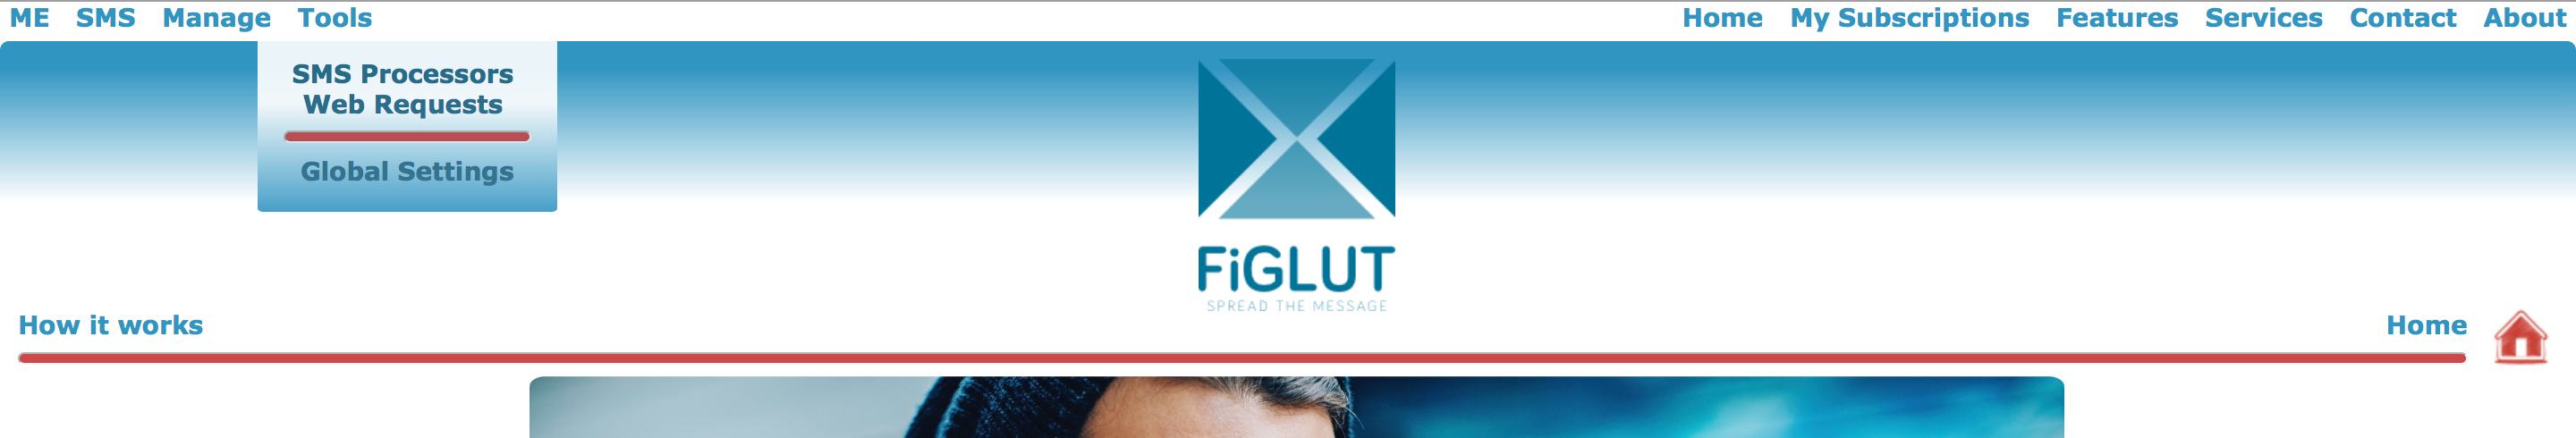 ME SMS Manage Tools Home My Subscriptions Features Services Contact About
SMS Processors
Web Requests
Global Settings
FiGLUT
SPREAD THE MESSAGE
How it works Home